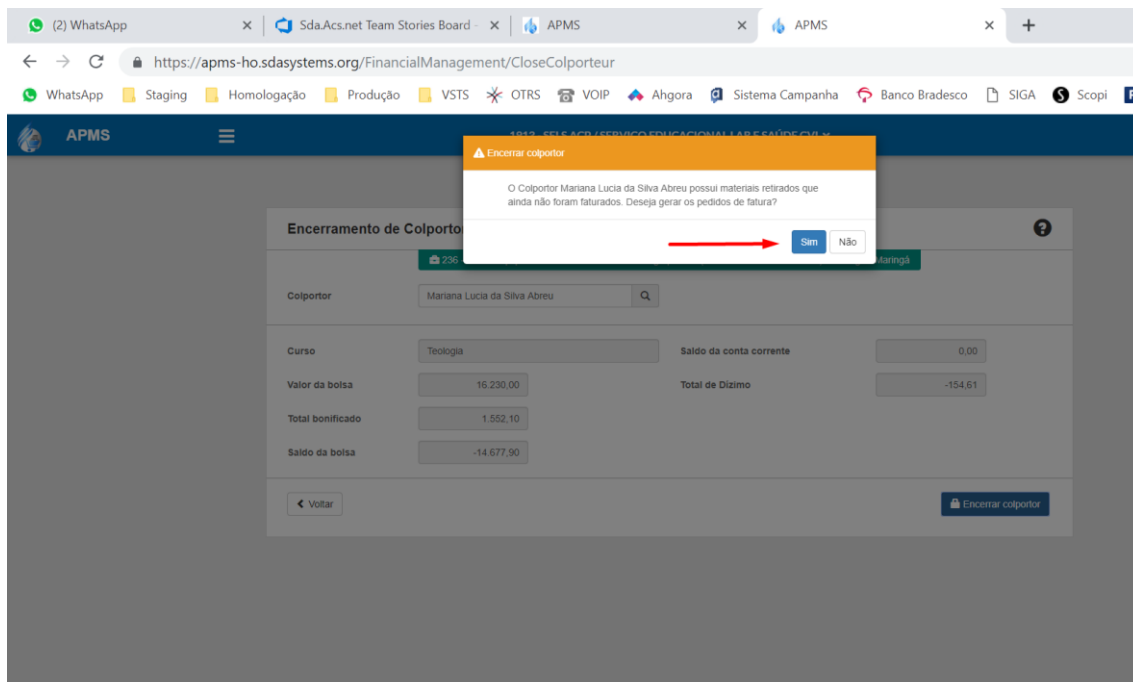 (2) WhatsApp
Sda.Acs.net Team Stories Board -
APMS
APMS
https://apms-ho.sdasystems.org/FinancialManagement/CloseColporteur
WhatsApp Staging Homologação Produção VSTS OTRS VOIP Ahgora Sistema Campanha Banco Bradesco SIGA Scopi
APMS
Encerrar colportor
O Colportor Mariana Lucia da Silva Abreu possui materiais retirados que
ainda não foram faturados. Deseja gerar os pedidos de fatura?
Sim Não
Encerramento de Colporto
236
Maringá
Colportor Mariana Lucia da Silva Abreu
Curso Teologia Saldo da conta corrente 0,00
Valor da bolsa 16.230,00 Total de Dízimo -154,61
Total bonificado 1.552,10
Saldo da bolsa -14.677,90
Voltar Encerrar colportor